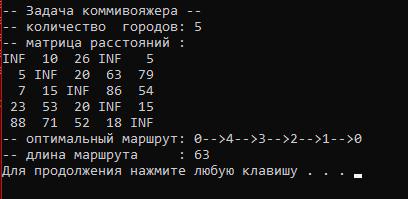 -- Задача коммивояжера --
-- количество  городов: 5
-- матрица расстояний :
INF  10  26 INF   5
  5 INF  20  63  79
  7  15 INF  86  54
 23  53  20 INF  15
 88  71  52  18 INF
-- оптимальный маршрут: 0-->4-->3-->2-->1-->0
-- длина маршрута     : 63
Для продолжения нажмите любую клавишу . . .